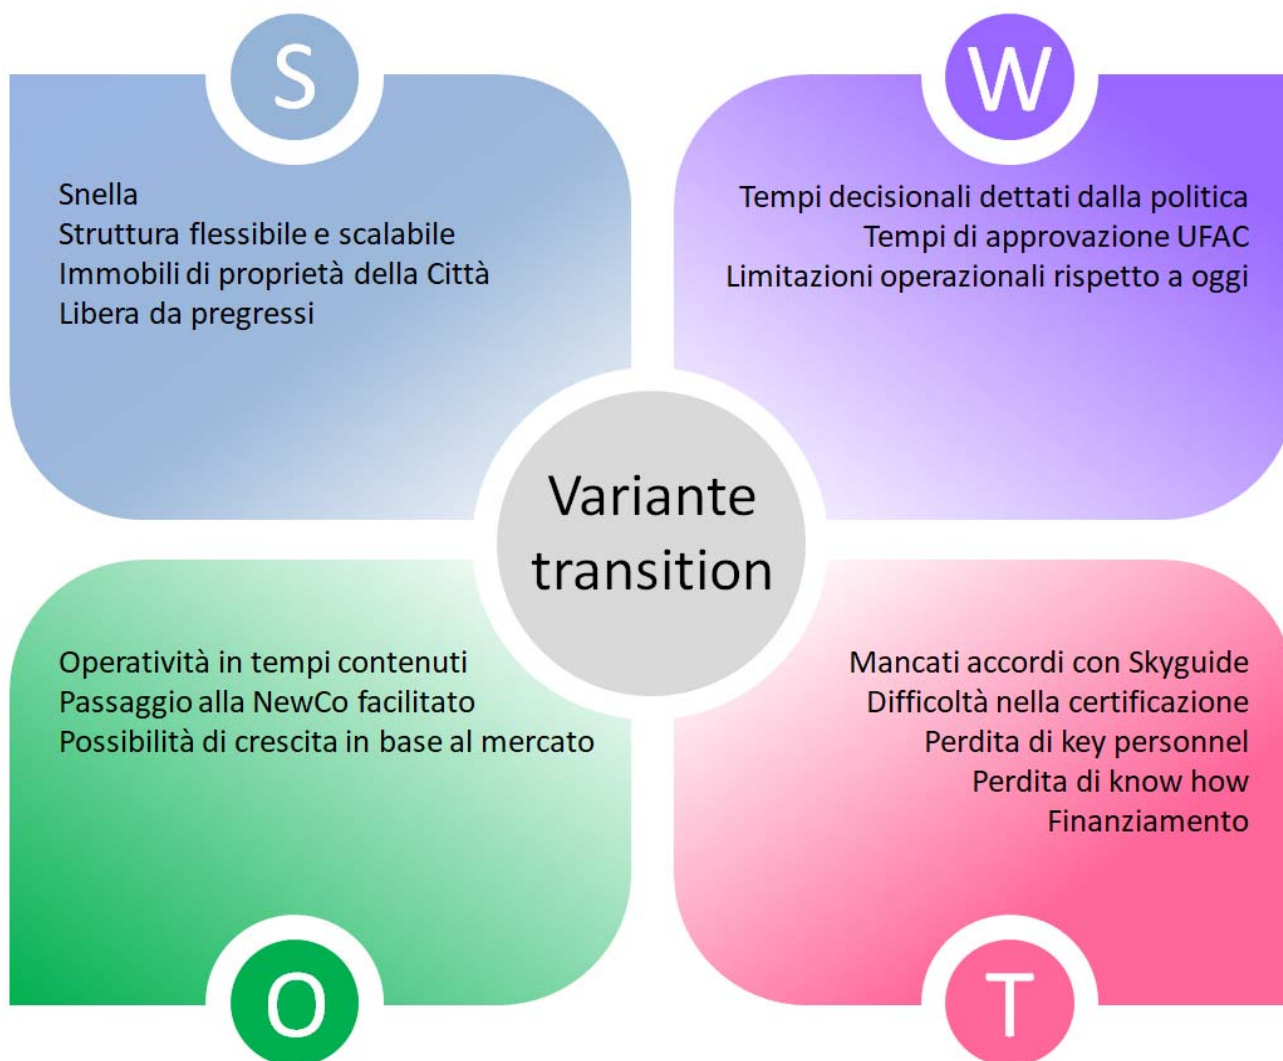 S
Snella
Struttura flessibile e scalabile
Immobili di proprietà della Città
Libera da pregressi
W
Tempi decisionali dettati dalla politica
Tempi di approvazione UFAC
Limitazioni operazionali rispetto a oggi
Variante
transition
Operatività in tempi contenuti
Passaggio alla NewCo facilitato
Possibilità di crescita in base al mercato
O
Mancati accordi con Skyguide
Difficoltà nella certificazione
Perdita di key personnel
Perdita di know how
Finanziamento
T